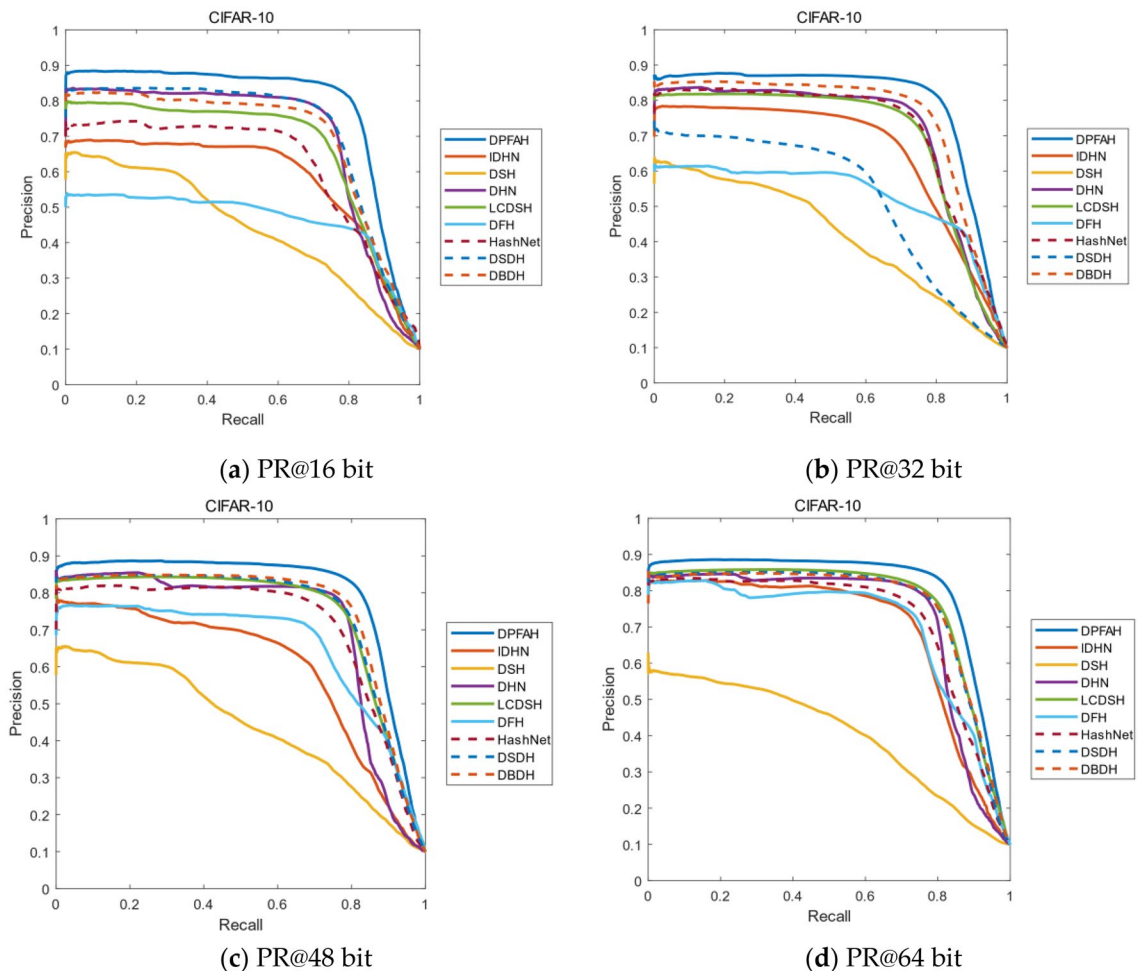 CIFAR-10
1
0.9
0.8
0.7
0.6
0.5
0.4
0.3
0.2
0.1
0
Precision
0 0.2 0.4 0.6 0.8 1
Recall
DPFAH
IDHN
DSH
DHN
LCDSH
DFH
HashNet
DSDH
DBDH
(a) PR@16 bit
CIFAR-10
1
0.9
0.8
0.7
0.6
0.5
0.4
0.3
0.2
0.1
0
Precision
0 0.2 0.4 0.6 0.8 1
Recall
DPFAH
IDHN
DSH
DHN
LCDSH
DFH
HashNet
DSDH
DBDH
(b) PR@32 bit
CIFAR-10
1
0.9
0.8
0.7
0.6
0.5
0.4
0.3
0.2
0.1
0
Precision
0 0.2 0.4 0.6 0.8 1
Recall
DPFAH
IDHN
DSH
DHN
LCDSH
DFH
HashNet
DSDH
DBDH
(c) PR@48 bit
CIFAR-10
1
0.9
0.8
0.7
0.6
0.5
0.4
0.3
0.2
0.1
0
Precision
0 0.2 0.4 0.6 0.8 1
Recall
DPFAH
IDHN
DSH
DHN
LCDSH
DFH
HashNet
DSDH
DBDH
(d) PR@64 bit